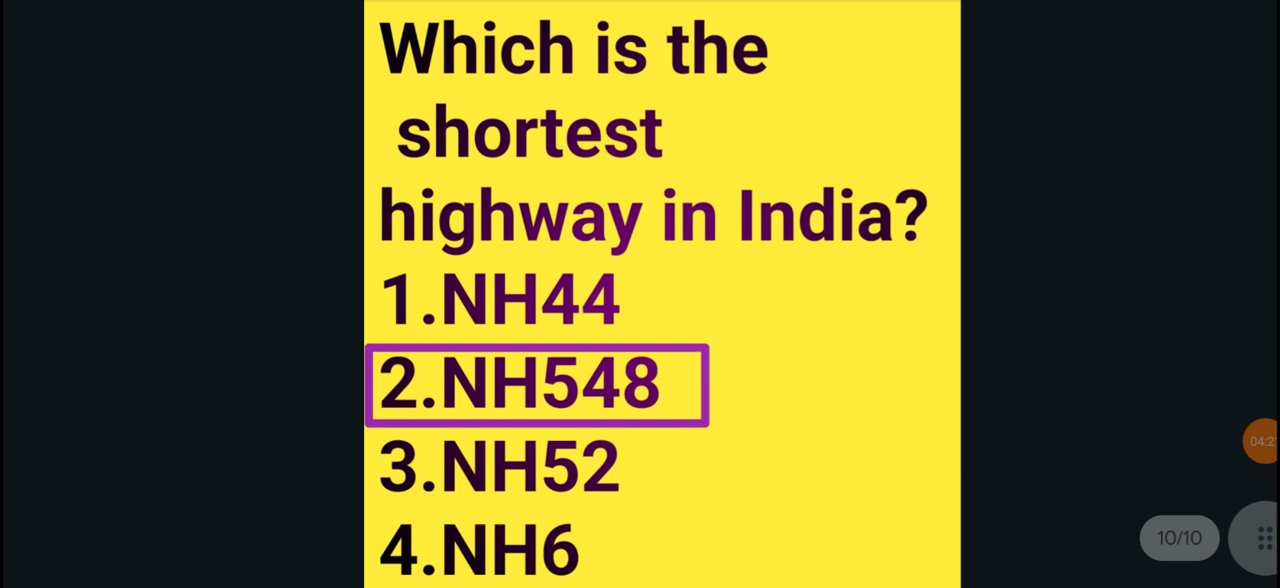 Which is the
shortest
highway in India?
1.NH44
2.NH548
3.NH52
4.NH6
10/10